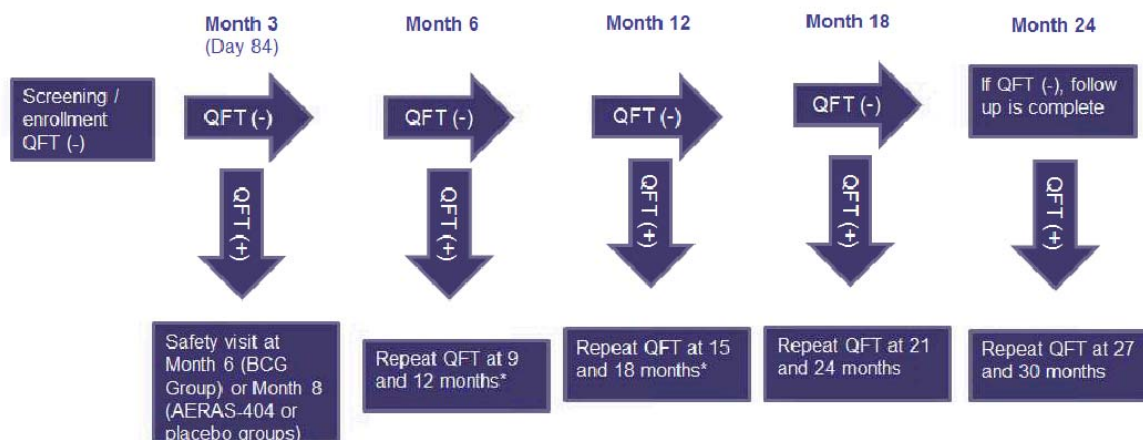 Month 3
(Day 84)
Month 6
Month 12
Month 18
Month 24
Screening /
enrollment
QFT (-)
QFT (-)
QFT (-)
QFT (-)
QFT (-)
If QFT (-), follow
up is complete
QFT (+)
QFT (+)
QFT (+)
QFT (+)
QFT (+)
Safety visit at
Month 6 (BCG
Group) or Month 8
(AERAS-404 or
placebo groups)
Repeat QFT at 9
and 12 months*
Repeat QFT at 15
and 18 months*
Repeat QFT at 21
and 24 months
Repeat QFT at 27
and 30 months